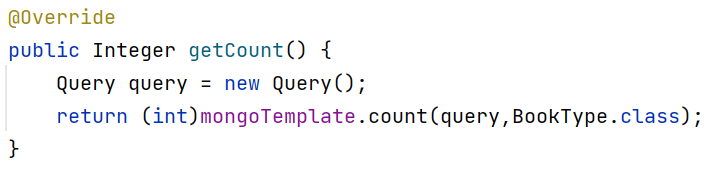 @Override
public Integer getCount() {
    Query query = new Query();
    return (int)mongoTemplate.count(query,BookType.class);
}